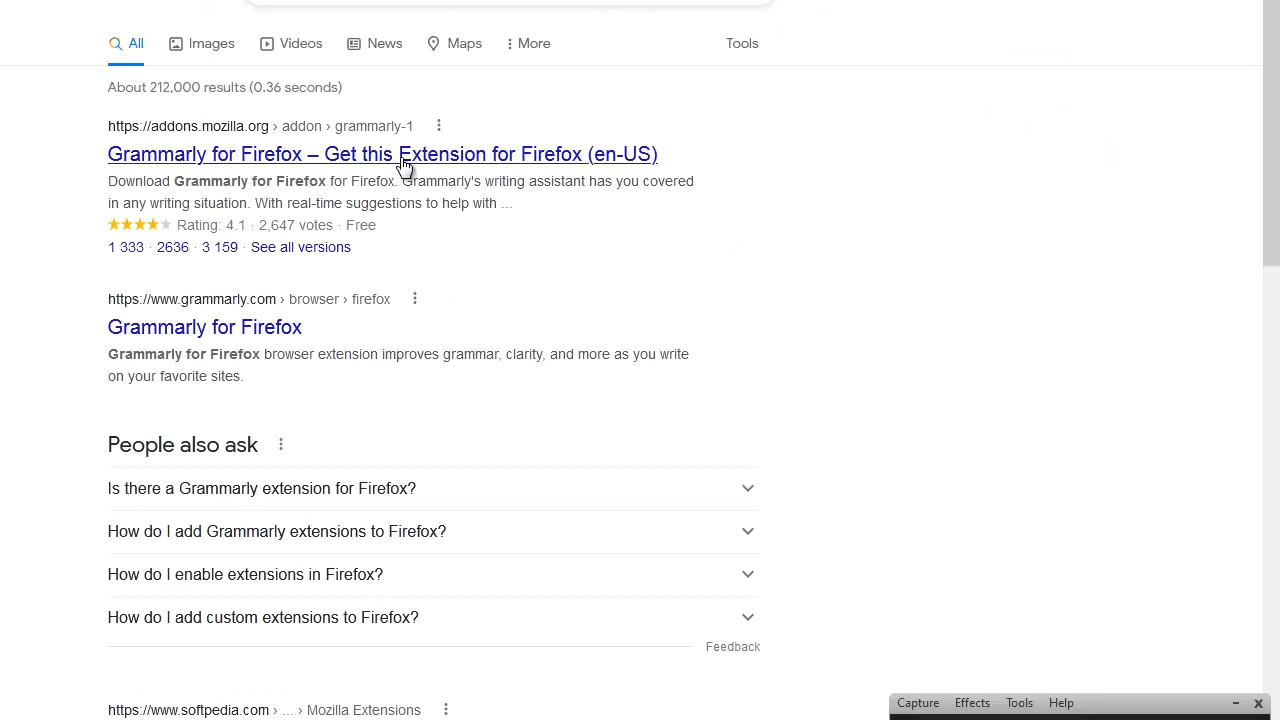 All Images Videos News Maps More Tools
About 212,000 results (0.36 seconds)
https://addons.mozilla.org › addon › grammarly-1
Grammarly for Firefox – Get this Extension for Firefox (en-US)
Download Grammarly for Firefox for Firefox. Grammarly's writing assistant has you covered
in any writing situation. With real-time suggestions to help with ...
Rating: 4.1 · 2,647 votes · Free
1 333 · 2636 · 3 159 · See all versions
https://www.grammarly.com › browser › firefox
Grammarly for Firefox
Grammarly for Firefox browser extension improves grammar, clarity, and more as you write
on your favorite sites.
People also ask
Is there a Grammarly extension for Firefox?
How do I add Grammarly extensions to Firefox?
How do I enable extensions in Firefox?
How do I add custom extensions to Firefox?
Feedback
https://www.softpedia.com › ... › Mozilla Extensions
Capture Effects Tools Help